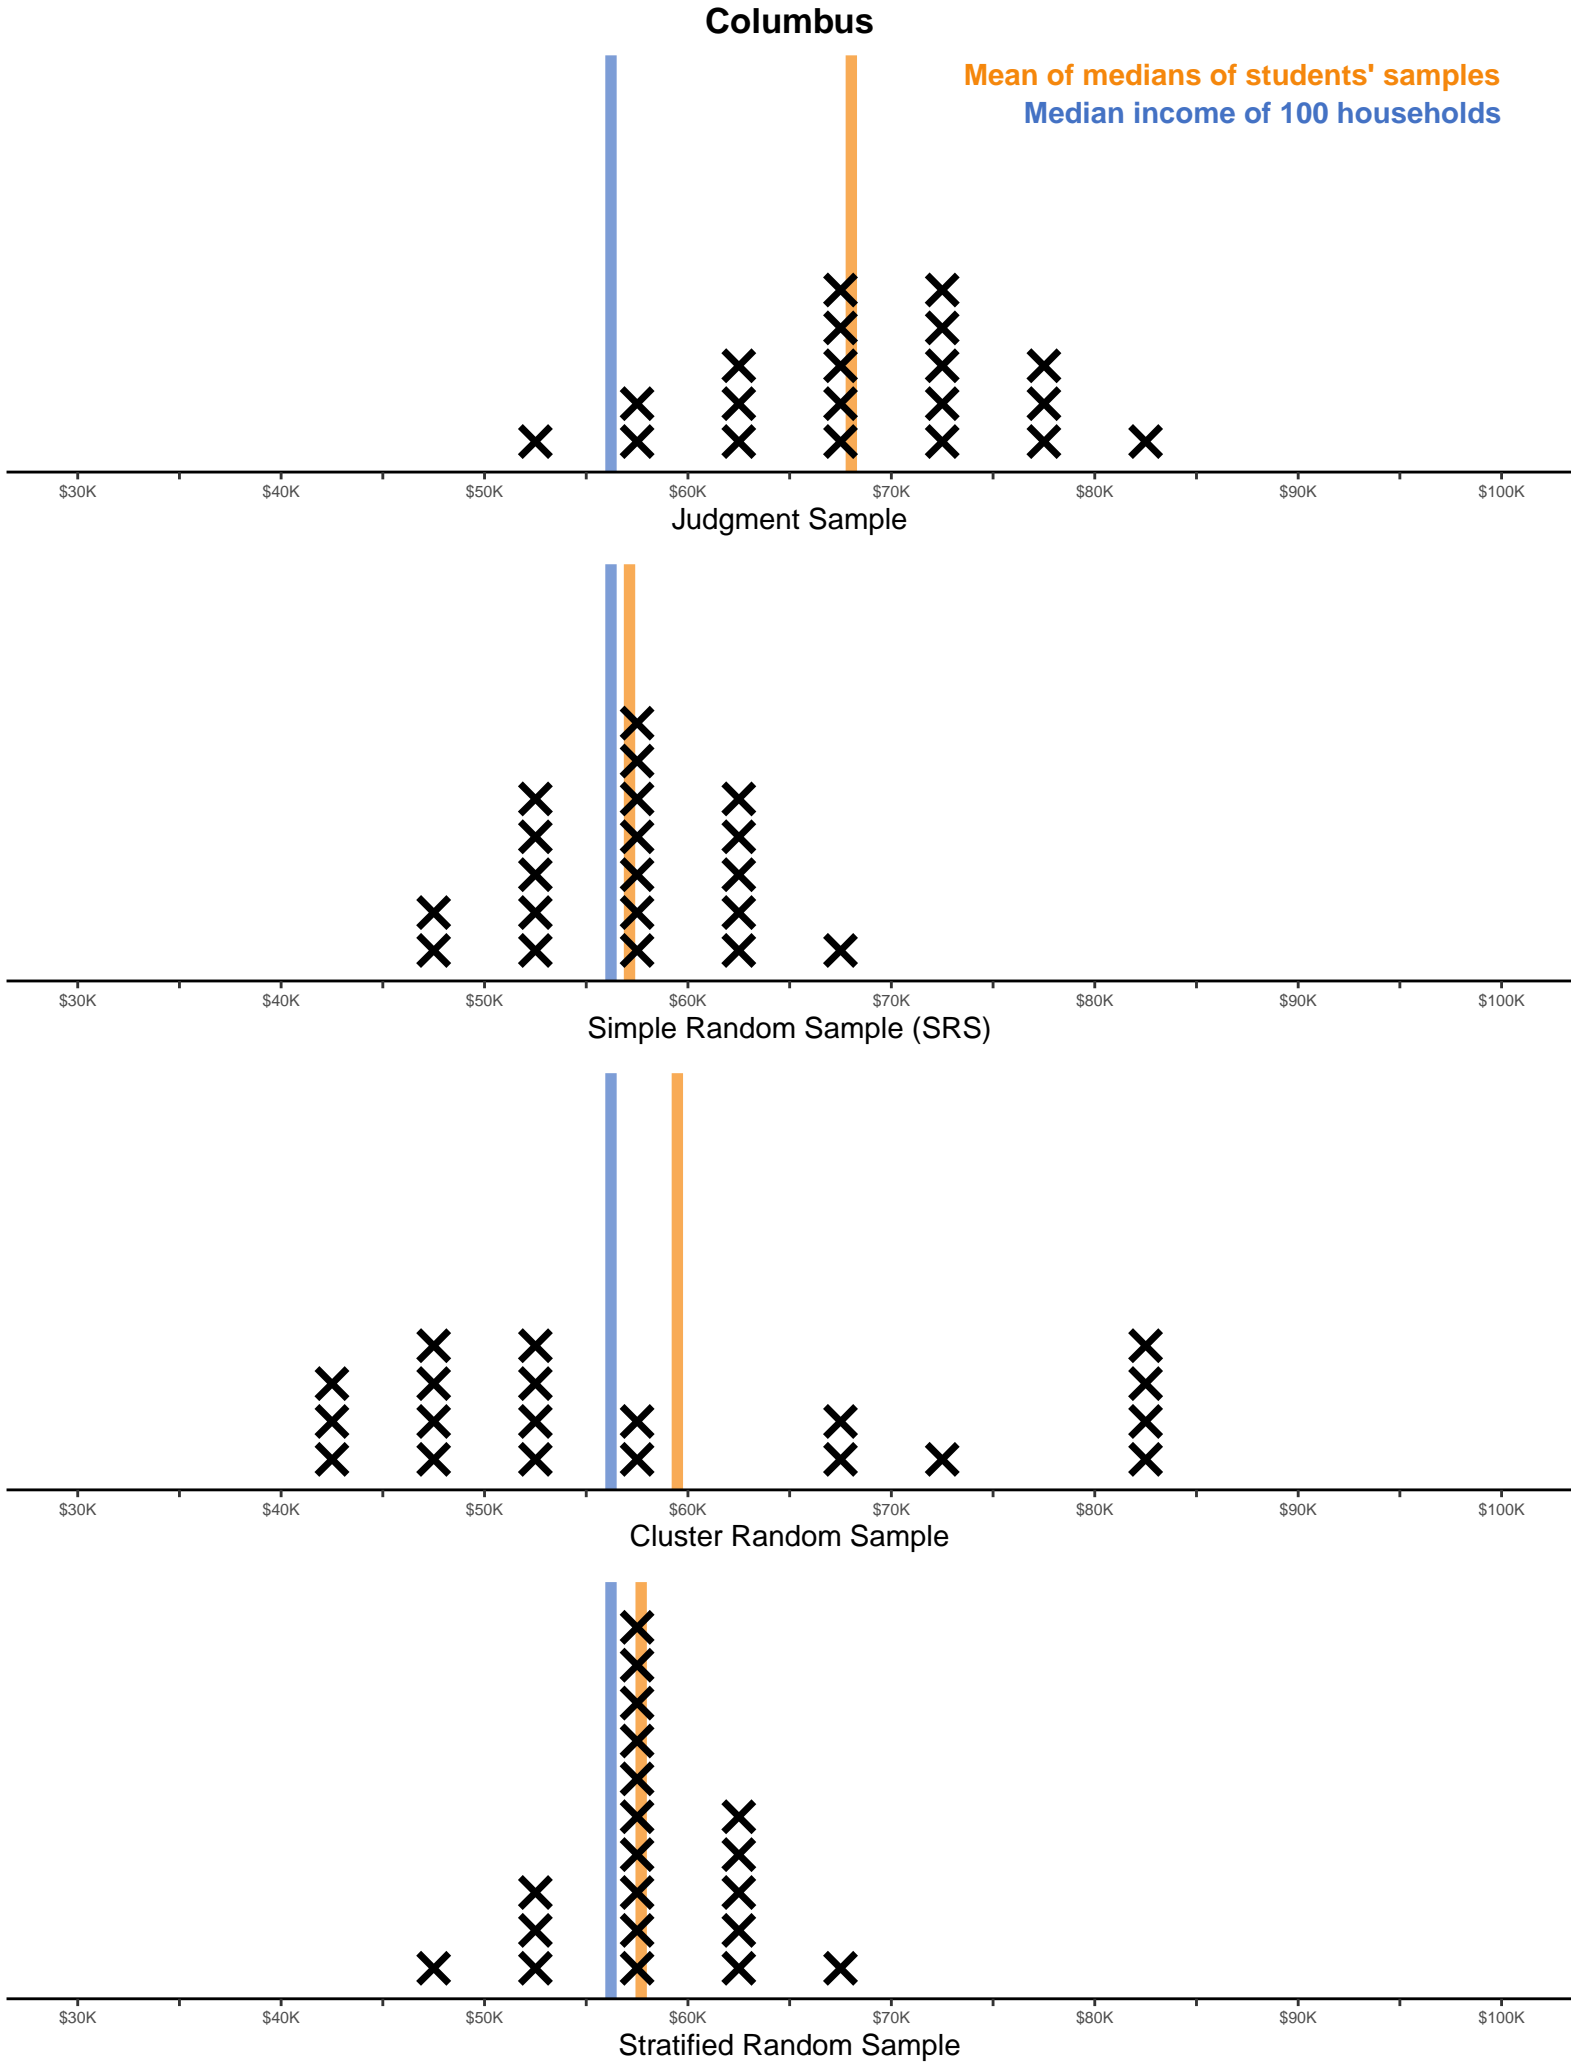 Columbus
Mean of medians of students' samples
Median income of 100 households
$30K $40K $50K $60K $70K $80K $90K $100K
Judgment Sample
$30K $40K $50K $60K $70K $80K $90K $100K
Simple Random Sample (SRS)
$30K $40K $50K $60K $70K $80K $90K $100K
Cluster Random Sample
$30K $40K $50K $60K $70K $80K $90K $100K
Stratified Random Sample